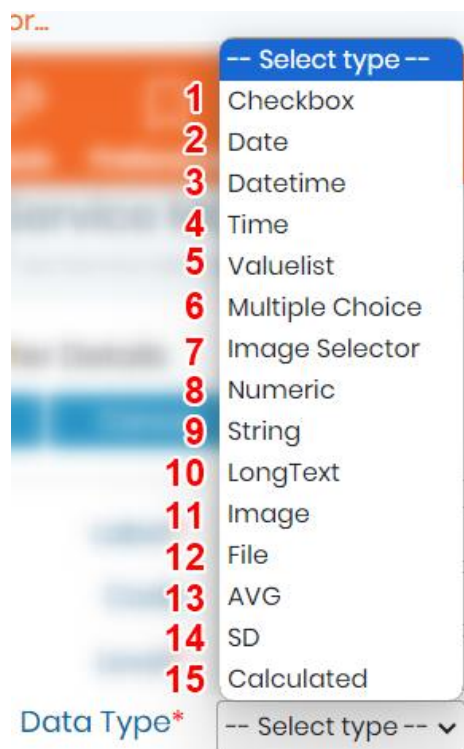 or...
-- Select type --
1 Checkbox
2 Date
3 Datetime
4 Time
5 Valuelist
6 Multiple Choice
7 Image Selector
8 Numeric
9 String
10 LongText
11 Image
12 File
13 AVG
14 SD
15 Calculated
Data Type* -- Select type --